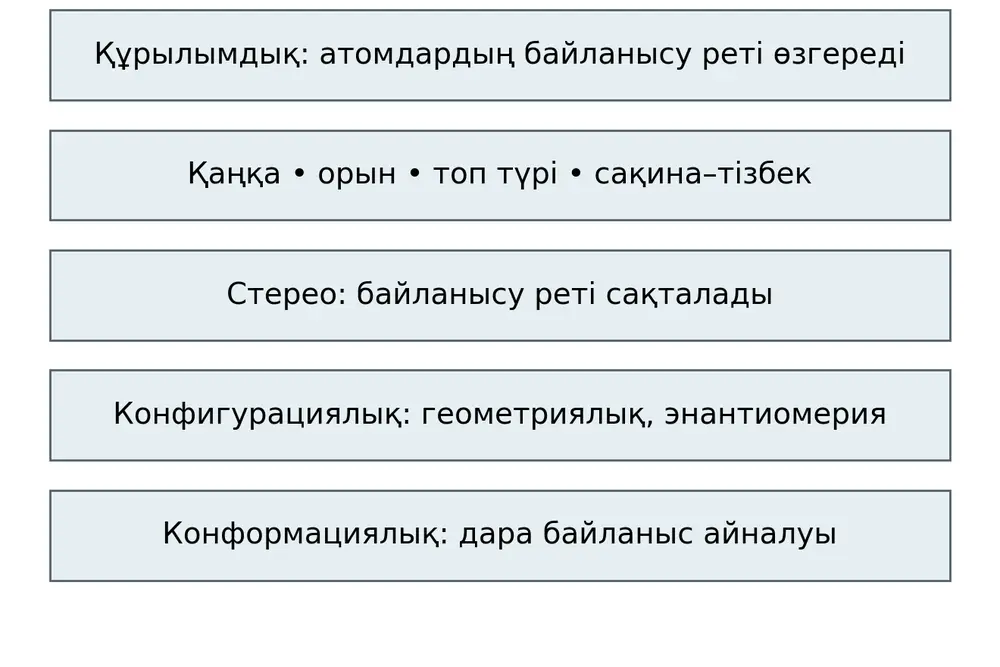 Құрылымдық: атомдардың байланысу реті өзгереді
Қаңқа • орын • топ түрі • сақина–тізбек
Стерео: байланысу реті сақталады
Конфигурациялық: геометриялық, энантиомерия
Конформациялық: дара байланыс айналуы